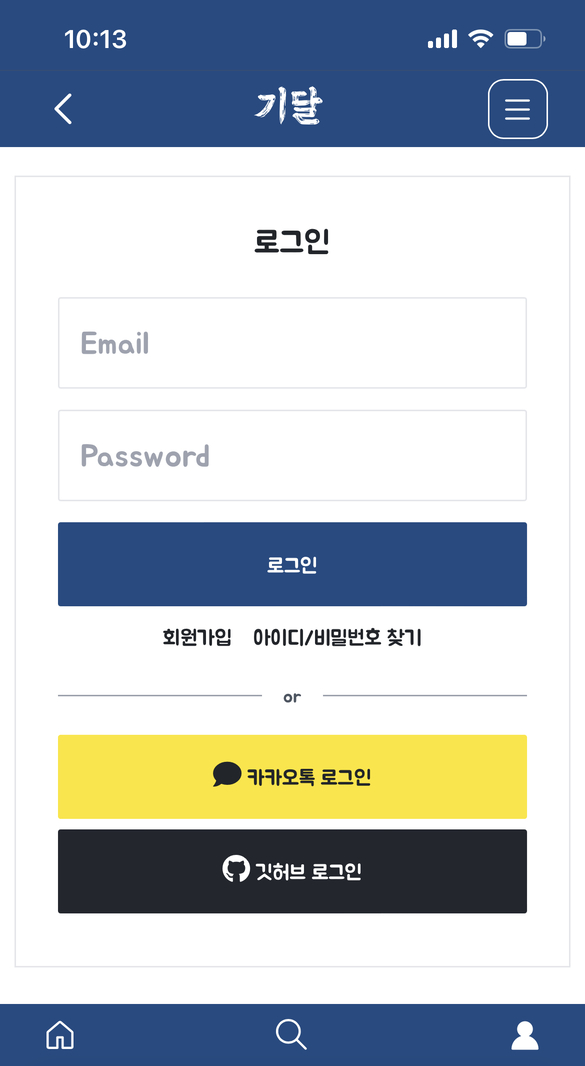 10:13
기달
로그인
Email
Password
로그인
회원가입 아이디/비밀번호 찾기
or
카카오톡 로그인
깃허브 로그인